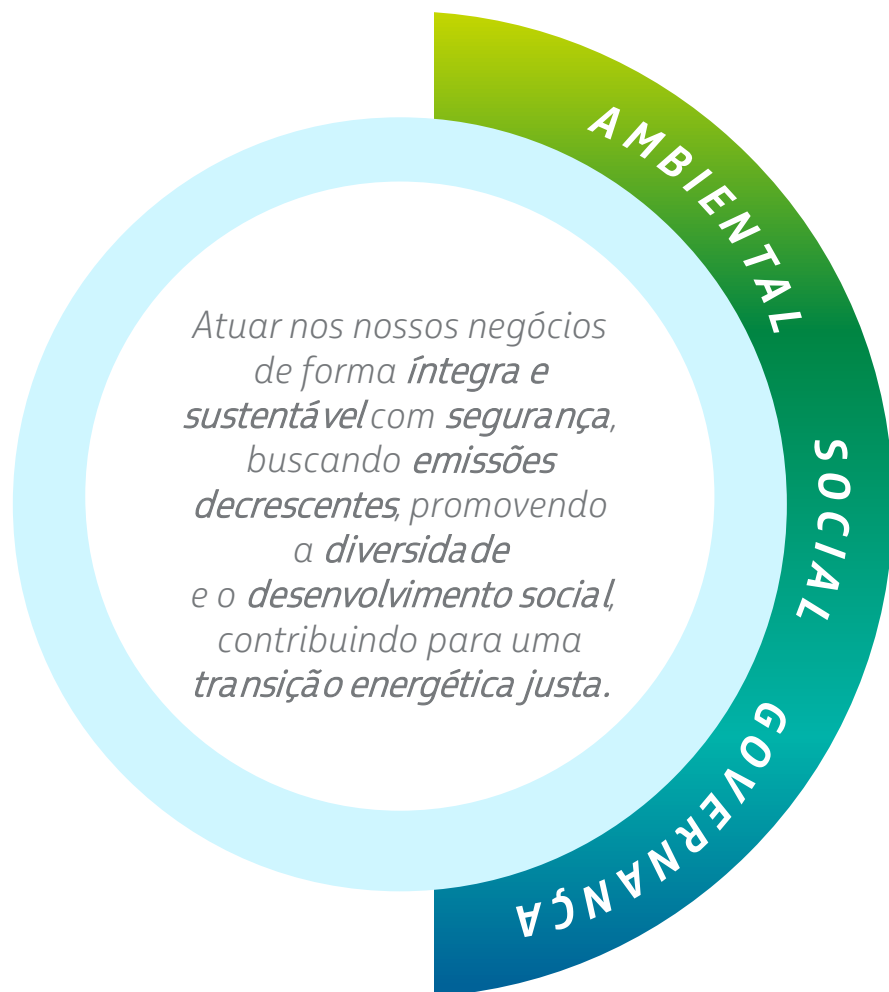 AMBIENTAL
SOCIAL
GOVERNANÇA
Atuar nos nossos negócios
de forma íntegra e
sustentável com segurança,
buscando emissões
decrescentes, promovendo
a diversidade
e o desenvolvimento social,
contribuindo para uma
transição energética justa.